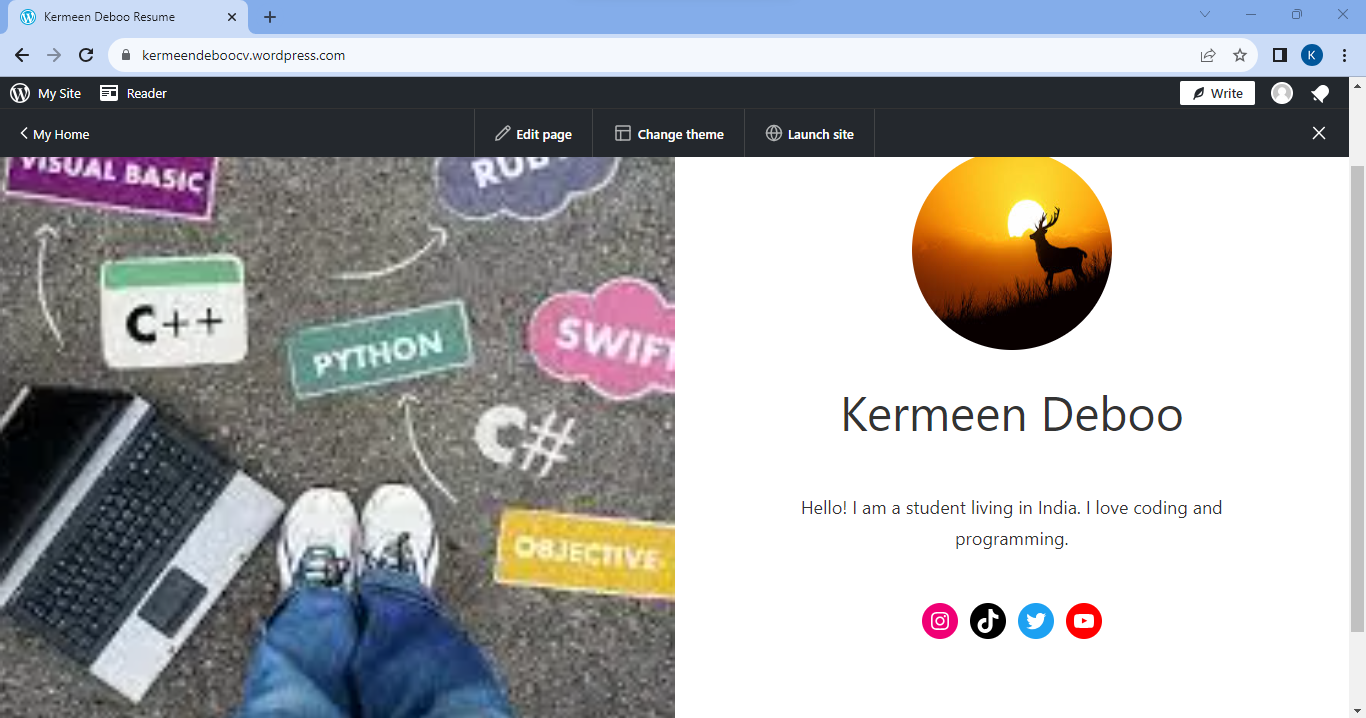 Kermeen Deboo Resume
kermeendeboocv.wordpress.com
K
My Site
Reader
Write
My Home
Edit page
Change theme
Launch site
VISUAL BASIC
RUBY
C++
PYTHON
SWIFT
C#
OBJECTIVE
Kermeen Deboo
Hello! I am a student living in India. I love coding and
programming.